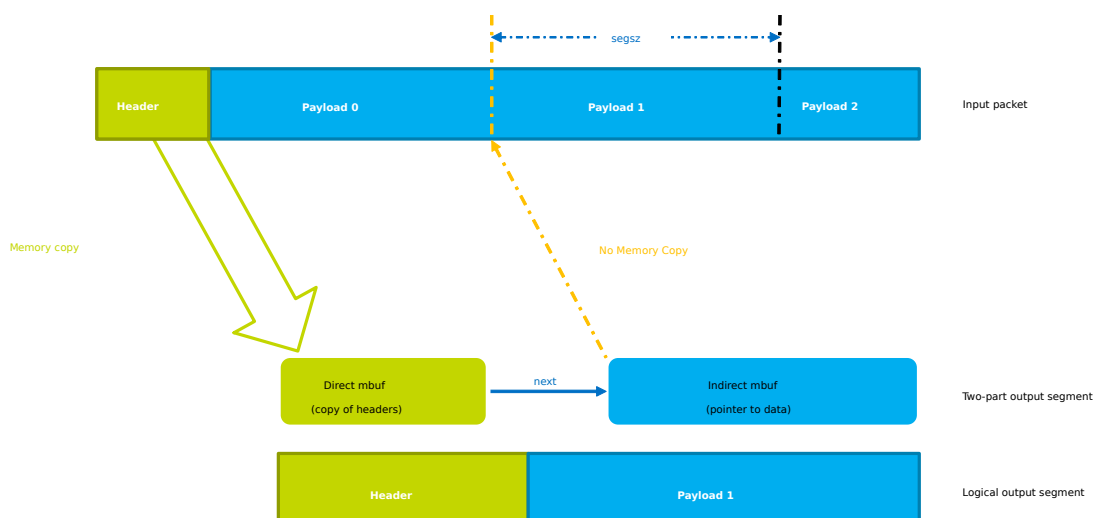 segsz
Header
Payload 0
Payload 1
Payload 2
Input packet
Memory copy
No Memory Copy
Direct mbuf
(copy of headers)
next
Indirect mbuf
(pointer to data)
Two-part output segment
Header
Payload 1
Logical output segment